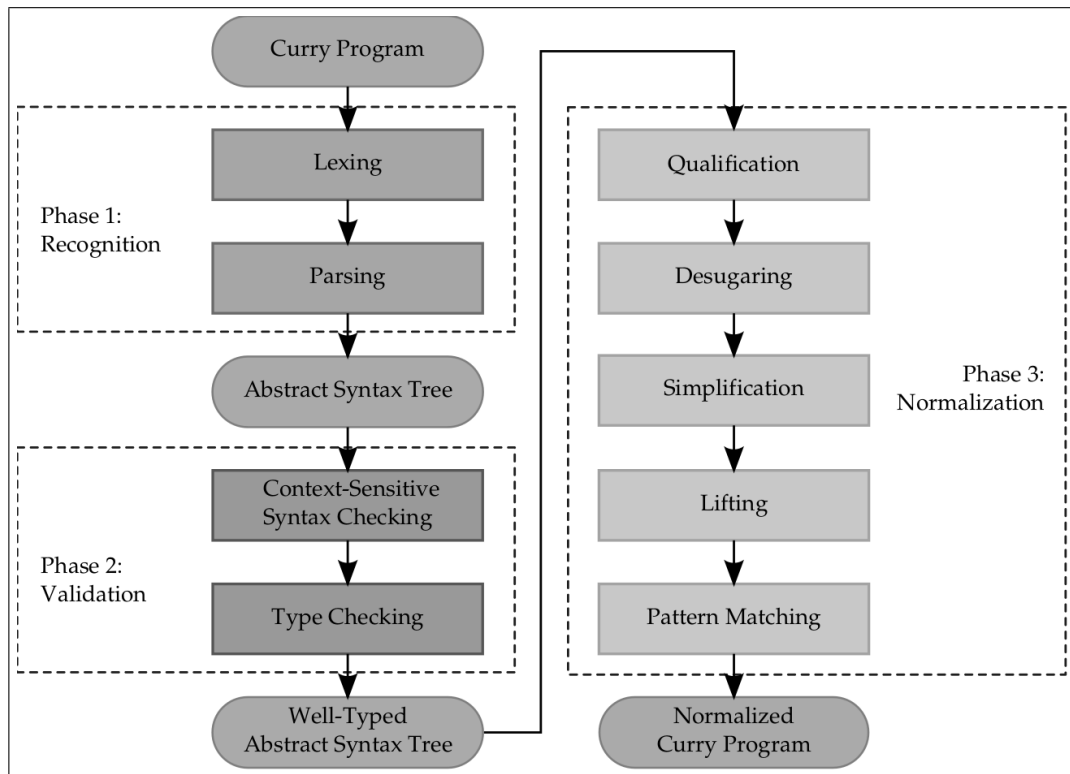 Curry Program
Phase 1:
Recognition
Lexing
Parsing
Abstract Syntax Tree
Phase 2:
Validation
Context-Sensitive
Syntax Checking
Type Checking
Well-Typed
Abstract Syntax Tree
Phase 3:
Normalization
Qualification
Desugaring
Simplification
Lifting
Pattern Matching
Normalized
Curry Program